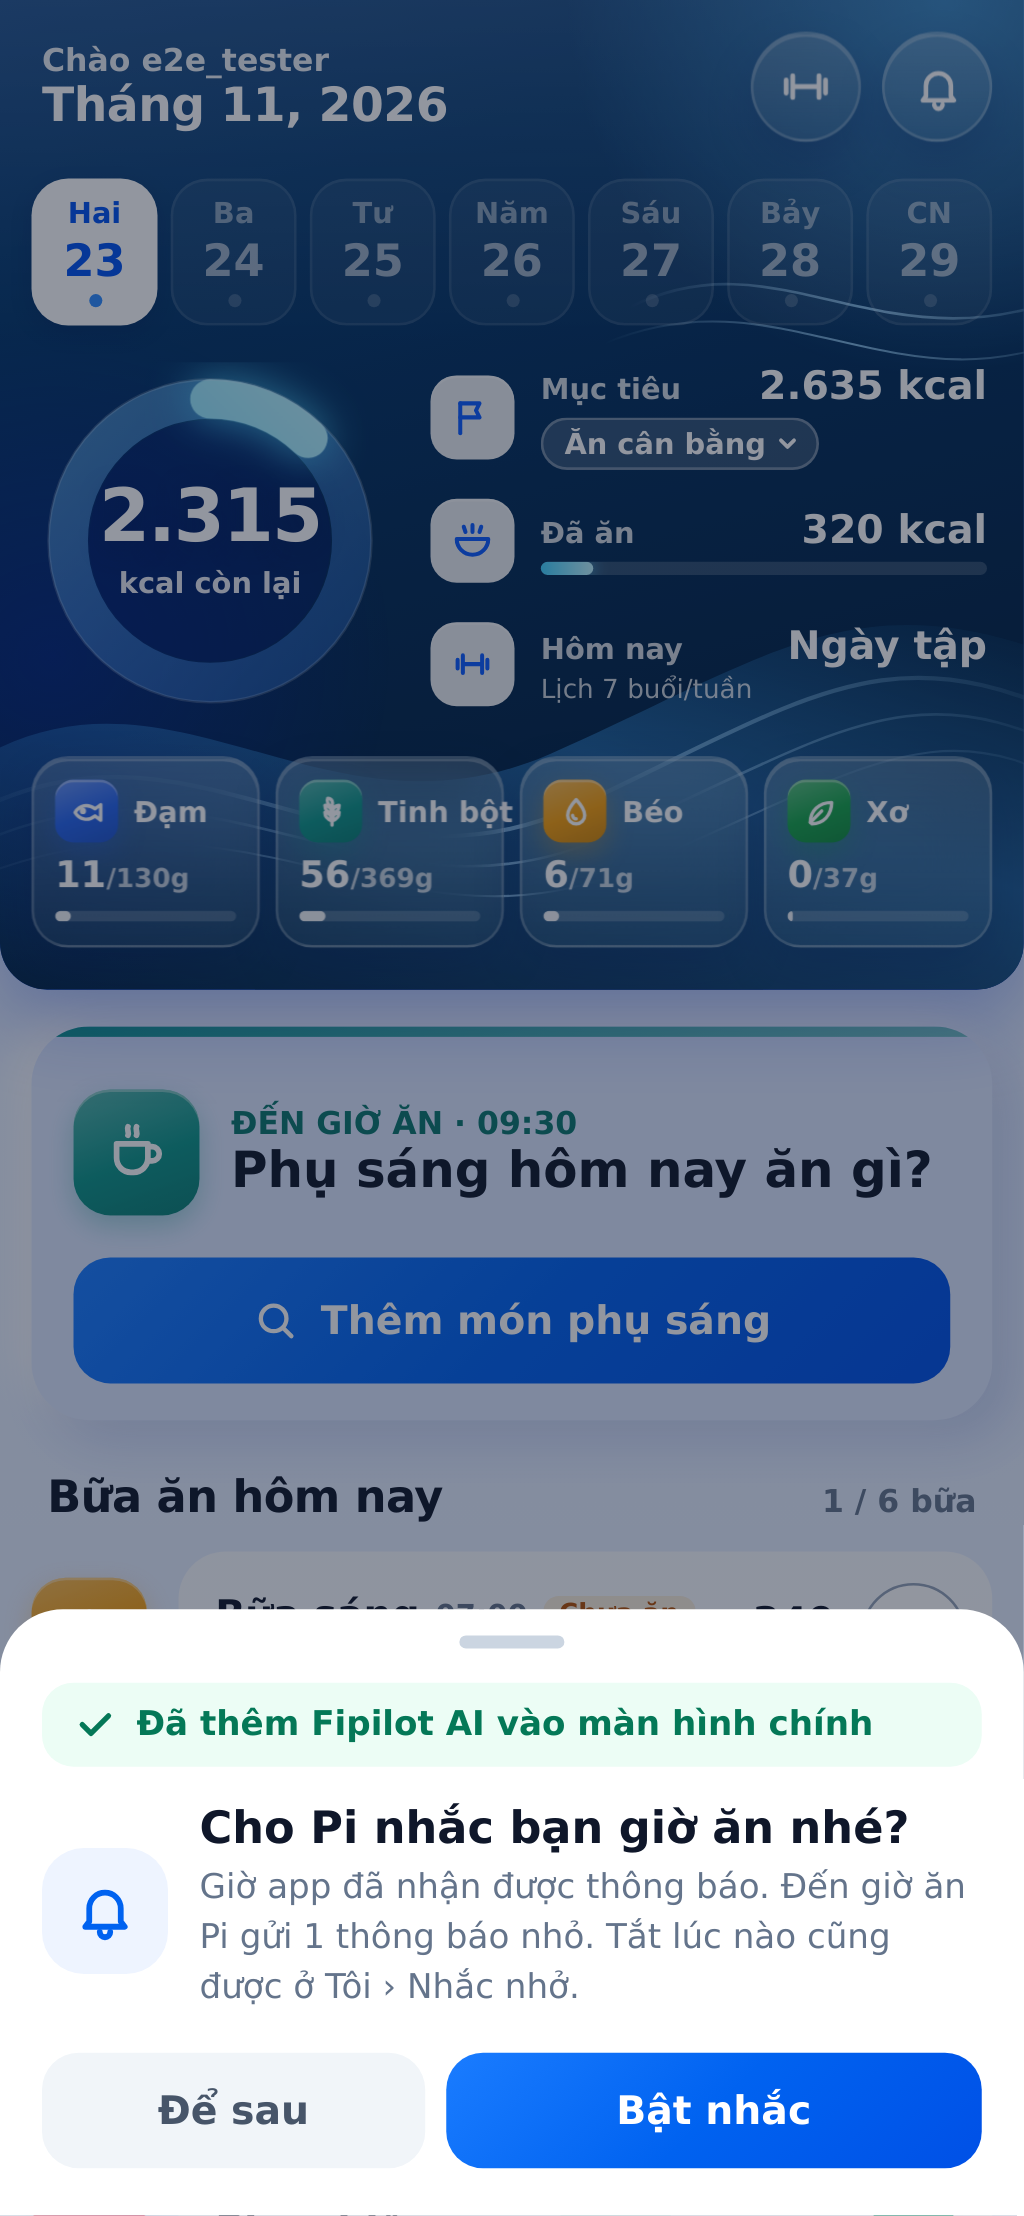 Chào e2e_tester
Tháng 11, 2026
Hai Ba Tư Năm Sáu Bảy CN
23 24 25 26 27 28 29
Mục tiêu 2.635 kcal
Ăn cân bằng
2.315
kcal còn lại
Đã ăn 320 kcal
Hôm nay Ngày tập
Lịch 7 buổi/tuần
Đạm Tinh bột Béo Xơ
11/130g 56/369g 6/71g 0/37g
ĐẾN GIỜ ĂN · 09:30
Phụ sáng hôm nay ăn gì?
Thêm món phụ sáng
Bữa ăn hôm nay 1 / 6 bữa
Đã thêm Fipilot AI vào màn hình chính
Cho Pi nhắc bạn giờ ăn nhé?
Giờ app đã nhận được thông báo. Đến giờ ăn
Pi gửi 1 thông báo nhỏ. Tắt lúc nào cũng
được ở Tôi › Nhắc nhở.
Để sau Bật nhắc